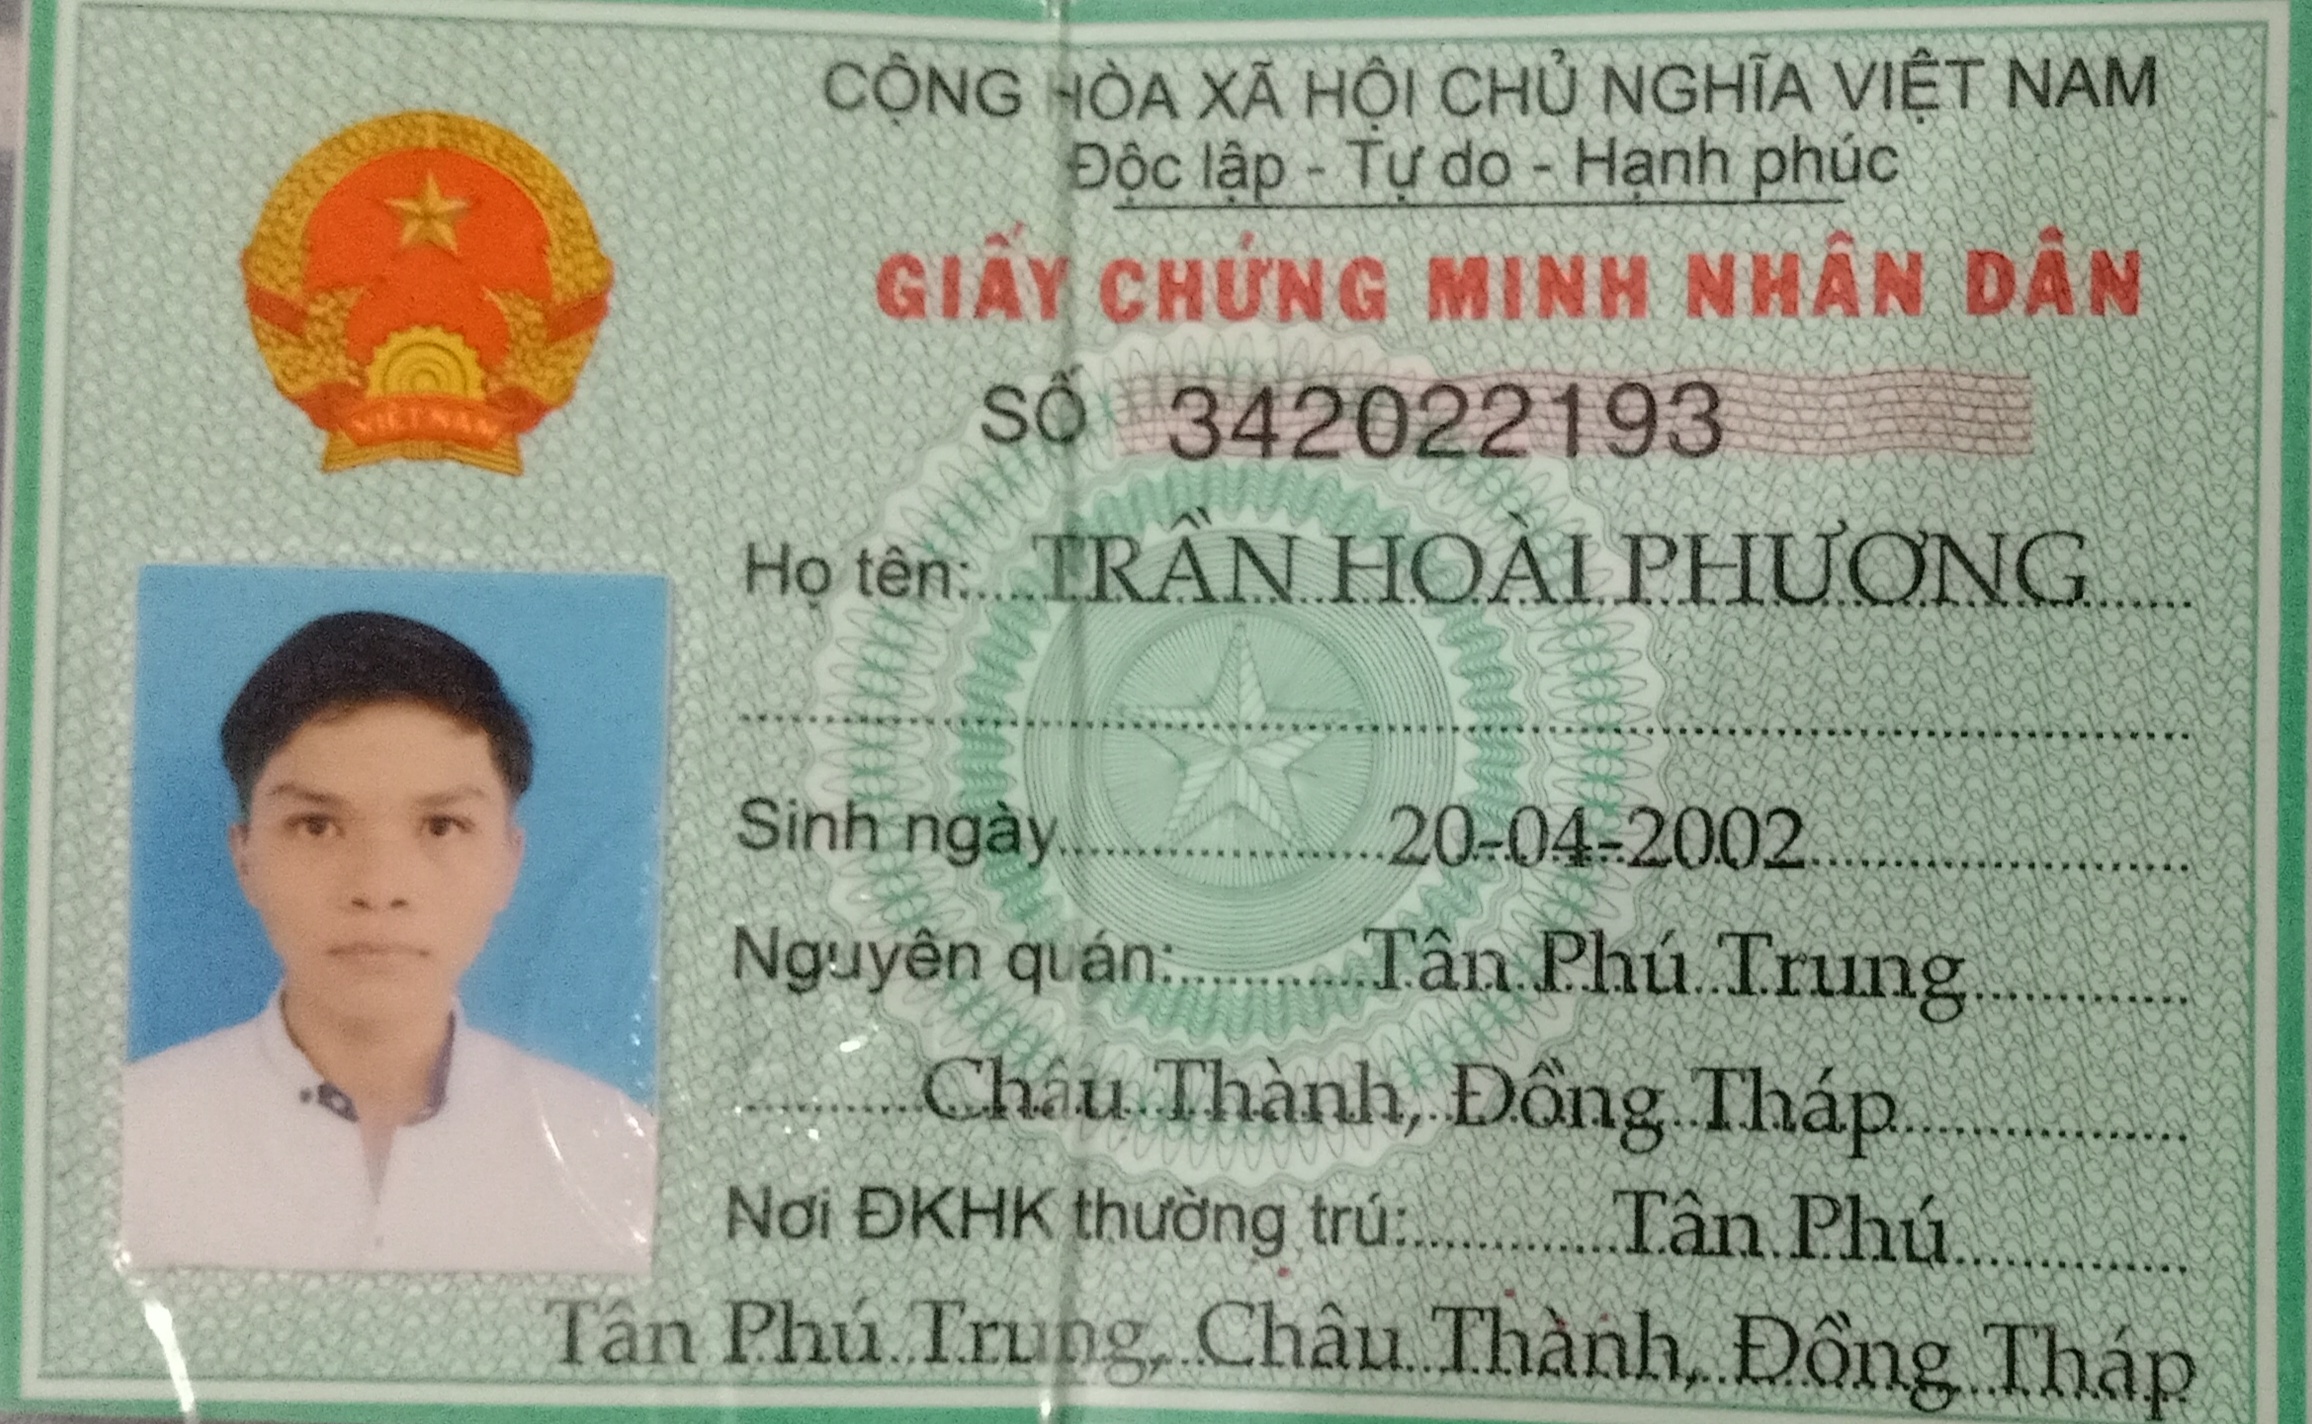 CỘNG HÒA XÃ HỘI CHỦ NGHĨA VIỆT NAM
Độc lập - Tự do - Hạnh phúc
GIẤY CHỨNG MINH NHÂN DÂN
VIỆT NAM
SỐ 342022193
Họ tên: TRẦN HOÀI PHƯƠNG
Sinh ngày 20-04-2002
Nguyên quán: Tân Phú Trung
Châu Thành, Đồng Tháp
Nơi ĐKHK thường trú: Tân Phú
Tân Phú Trung, Châu Thành, Đồng Tháp